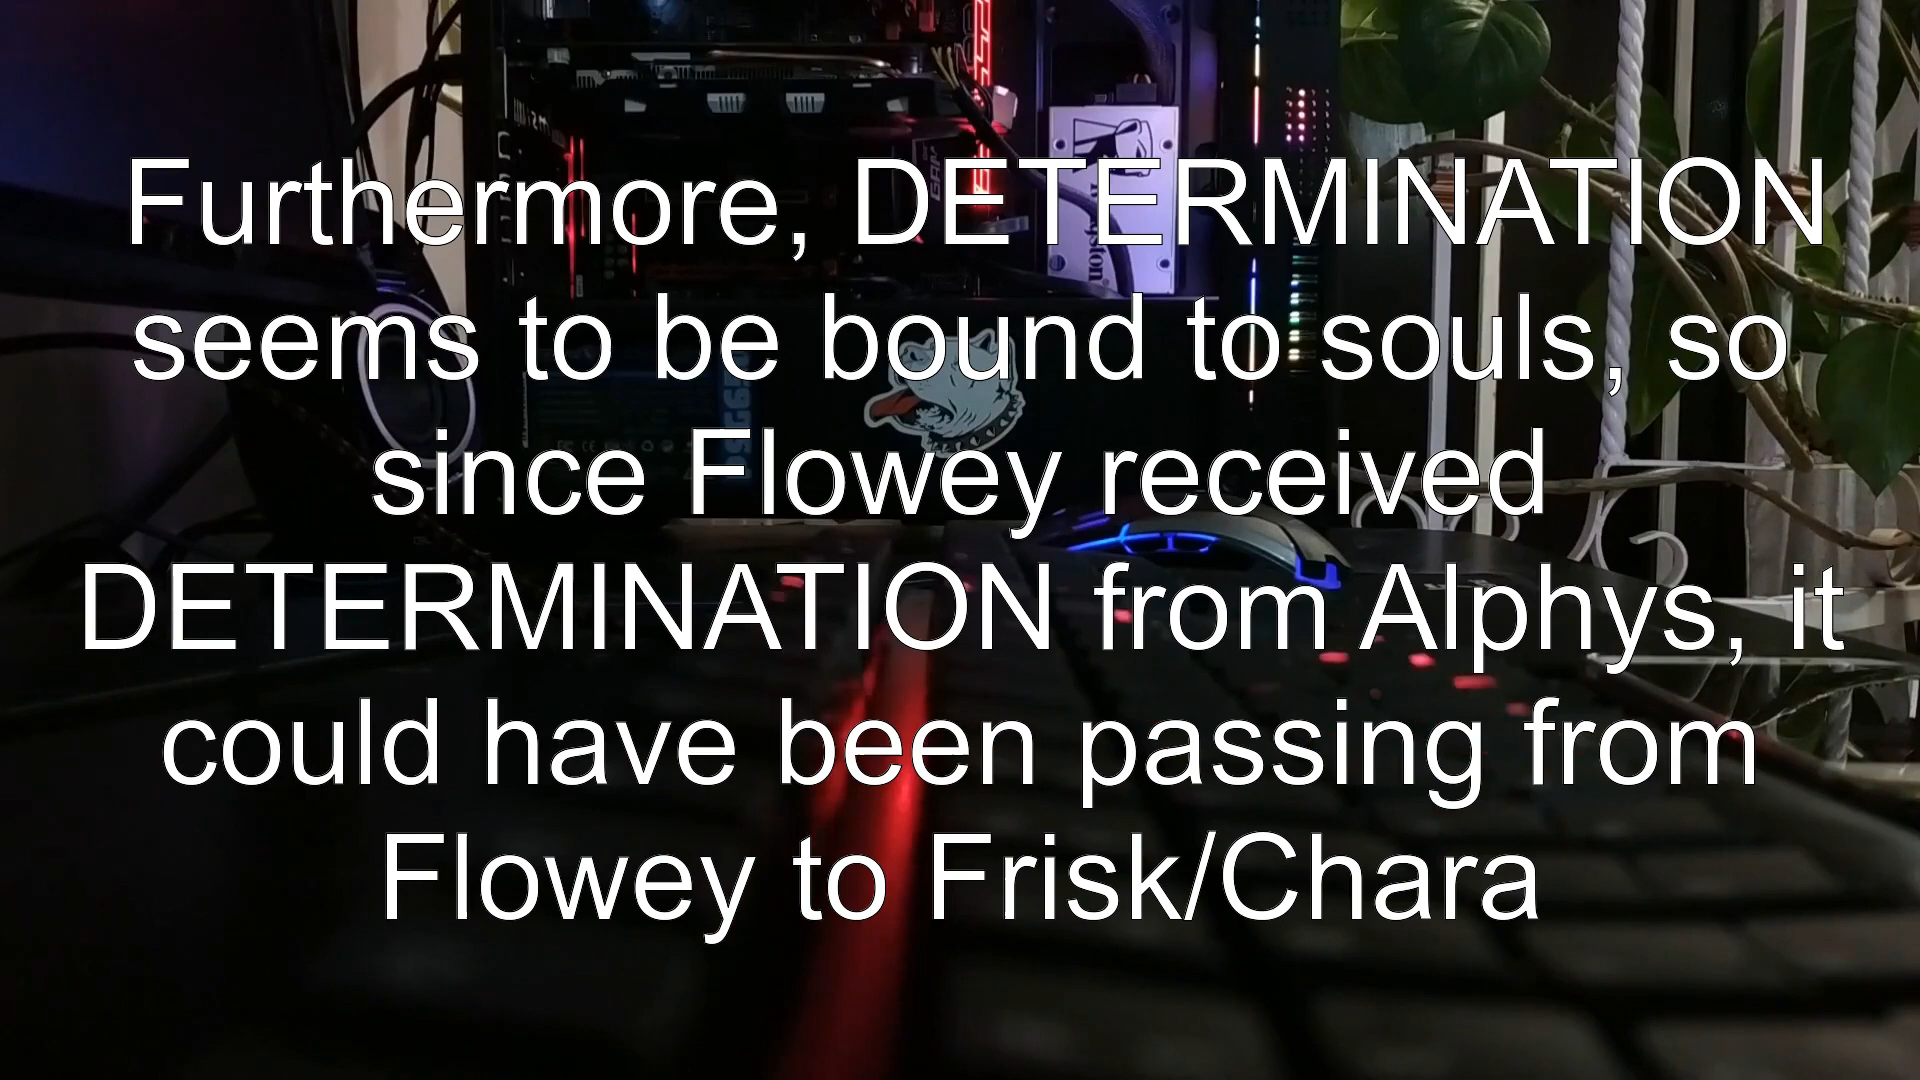 Furthermore, DETERMINATION
seems to be bound to souls, so
since Flowey received
DETERMINATION from Alphys, it
could have been passing from
Flowey to Frisk/Chara